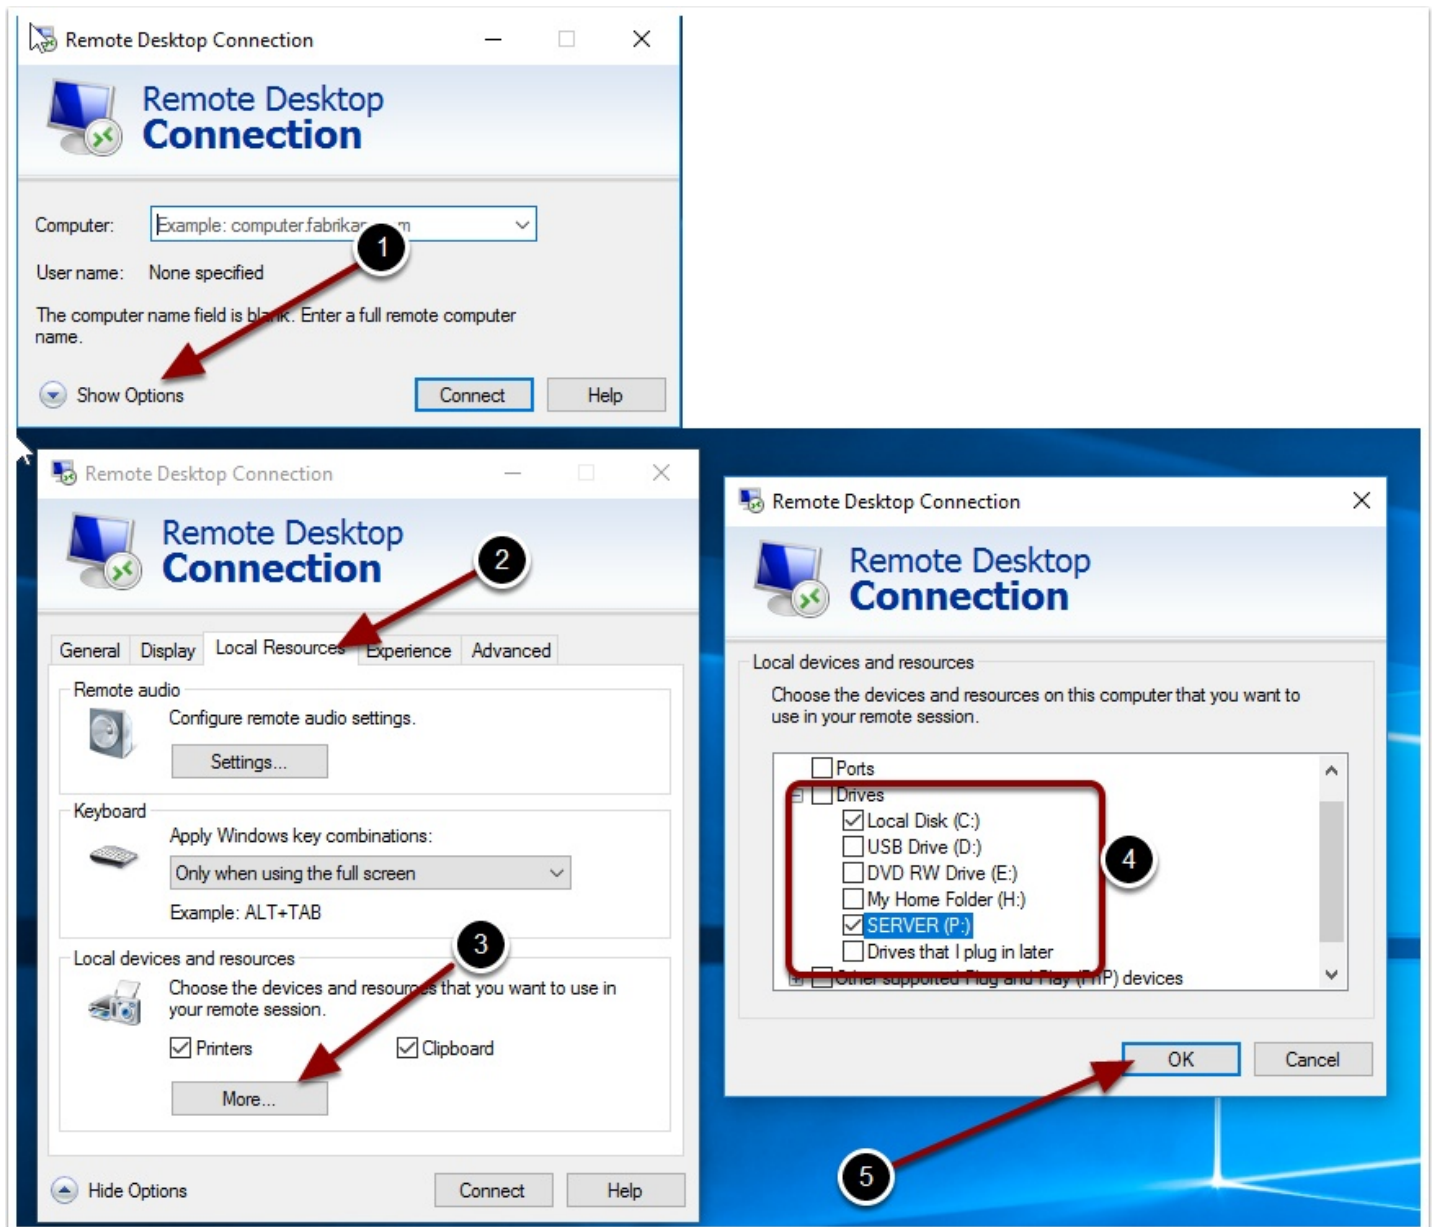 Remote Desktop Connection
Remote Desktop
Connection
Computer:
Example: computer.fabrikam
1
User name: None specified
The computer name field is blank. Enter a full remote computer
name.
Show Options
Connect
Help
Remote Desktop Connection
Remote Desktop
Connection
2
General Display Local Resources Experience Advanced
Remote audio
Configure remote audio settings.
Settings...
Keyboard
Apply Windows key combinations:
Only when using the full screen
Example: ALT+TAB
3
Local devices and resources
Choose the devices and resources that you want to use in
your remote session.
Printers
Clipboard
More...
Hide Options
Connect
Help
Remote Desktop Connection
Remote Desktop
Connection
Local devices and resources
Choose the devices and resources on this computer that you want to
use in your remote session.
Ports
Drives
Local Disk (C:)
USB Drive (D:)
4
DVD RW Drive (E:)
My Home Folder (H:)
SERVER (P:)
Drives that I plug in later
Other supported Plug and Play (PnP) devices
OK
Cancel
5